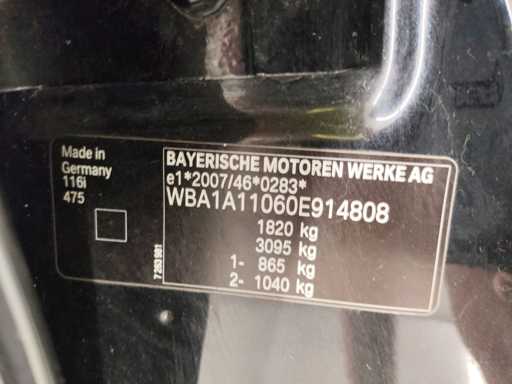 Made in
Germany
116i
475
7263981
BAYERISCHE MOTOREN WERKE AG
e1*2007/46*0283*
WBA1A11060E914808
1820 kg
3095 kg
1- 865 kg
2- 1040 kg